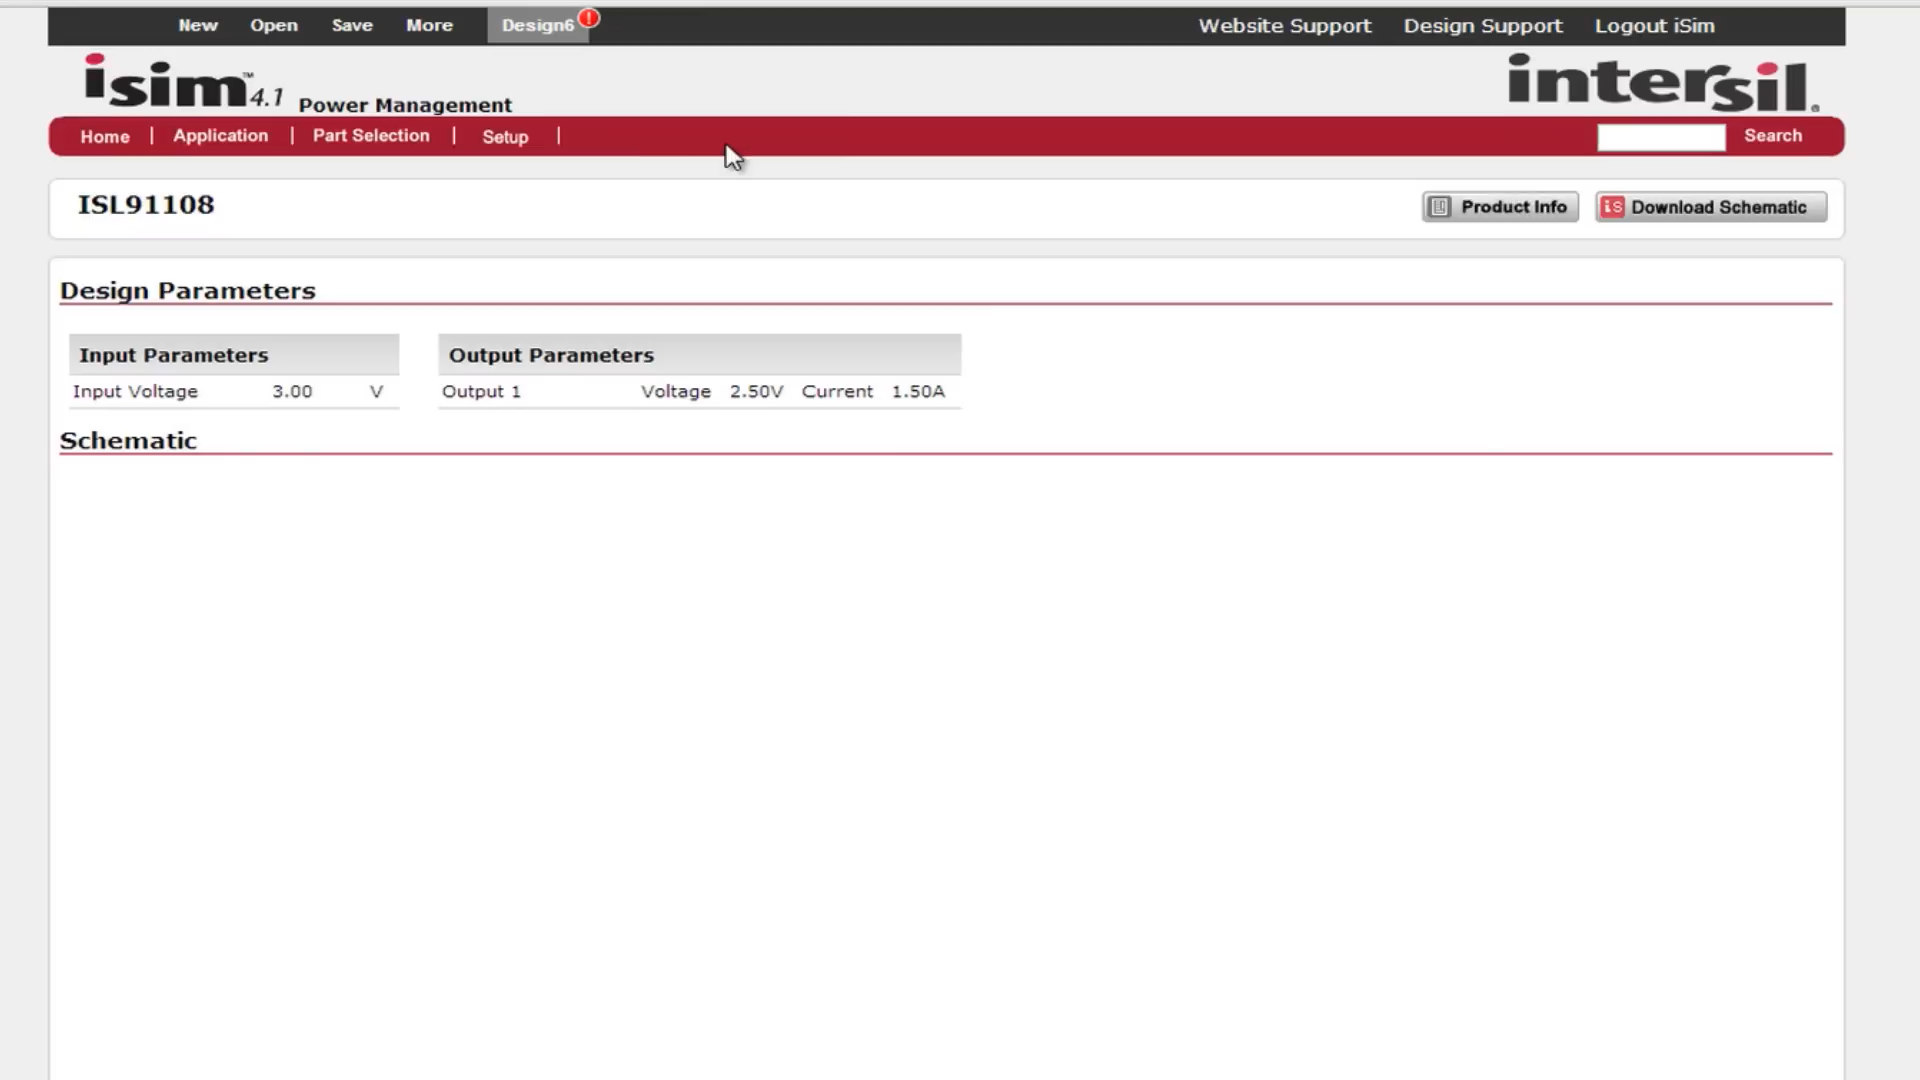 New Open Save More Design6 ! Website Support Design Support Logout iSim
isim™ 4.1 Power Management intersil®
Home | Application | Part Selection | Setup | Search
ISL91108 Product Info iS Download Schematic
Design Parameters
Input Parameters Output Parameters
Input Voltage 3.00 V Output 1 Voltage 2.50V Current 1.50A
Schematic